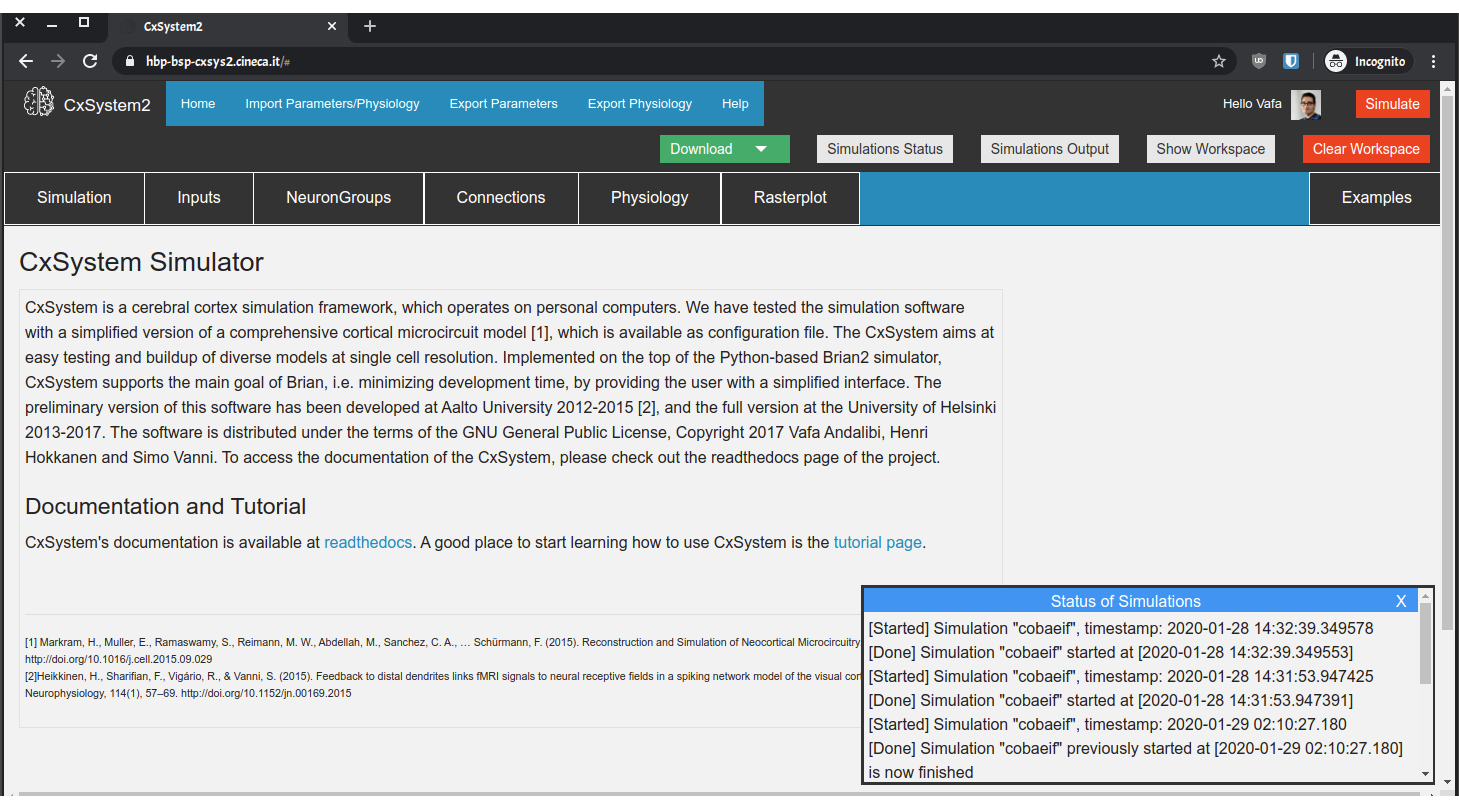 CxSystem2
hbp-bsp-cxsys2.cineca.it/#
Incognito
CxSystem2
Home
Import Parameters/Physiology
Export Parameters
Export Physiology
Help
Hello Vafa
Simulate
Download
Simulations Status
Simulations Output
Show Workspace
Clear Workspace
Simulation
Inputs
NeuronGroups
Connections
Physiology
Rasterplot
Examples
CxSystem Simulator
CxSystem is a cerebral cortex simulation framework, which operates on personal computers. We have tested the simulation software
with a simplified version of a comprehensive cortical microcircuit model [1], which is available as configuration file. The CxSystem aims at
easy testing and buildup of diverse models at single cell resolution. Implemented on the top of the Python-based Brian2 simulator,
CxSystem supports the main goal of Brian, i.e. minimizing development time, by providing the user with a simplified interface. The
preliminary version of this software has been developed at Aalto University 2012-2015 [2], and the full version at the University of Helsinki
2013-2017. The software is distributed under the terms of the GNU General Public License, Copyright 2017 Vafa Andalibi, Henri
Hokkanen and Simo Vanni. To access the documentation of the CxSystem, please check out the readthedocs page of the project.
Documentation and Tutorial
CxSystem's documentation is available at readthedocs. A good place to start learning how to use CxSystem is the tutorial page.
[1] Markram, H., Muller, E., Ramaswamy, S., Reimann, M. W., Abdellah, M., Sanchez, C. A., … Schürmann, F. (2015). Reconstruction and Simulation of Neocortical Microcircuitry.
http://doi.org/10.1016/j.cell.2015.09.029
[2]Heikkinen, H., Sharifian, F., Vigário, R., & Vanni, S. (2015). Feedback to distal dendrites links fMRI signals to neural receptive fields in a spiking network model of the visual cor
Neurophysiology, 114(1), 57–69. http://doi.org/10.1152/jn.00169.2015
Status of Simulations X
[Started] Simulation "cobaeif", timestamp: 2020-01-28 14:32:39.349578
[Done] Simulation "cobaeif" started at [2020-01-28 14:32:39.349553]
[Started] Simulation "cobaeif", timestamp: 2020-01-28 14:31:53.947425
[Done] Simulation "cobaeif" started at [2020-01-28 14:31:53.947391]
[Started] Simulation "cobaeif", timestamp: 2020-01-29 02:10:27.180
[Done] Simulation "cobaeif" previously started at [2020-01-29 02:10:27.180]
is now finished